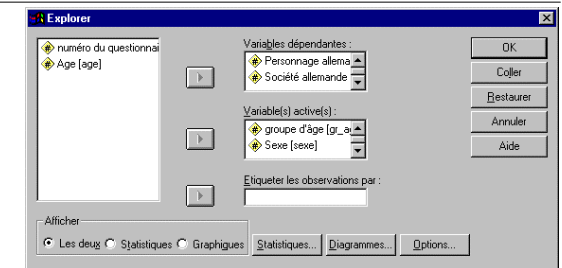 Explorer
numéro du questionnai
Age [age]
Variables dépendantes :
Personnage allema
Société allemande
Variable(s) active(s) :
groupe d'âge [gr_a
Sexe [sexe]
Etiqueter les observations par :
OK
Coller
Restaurer
Annuler
Aide
Afficher
Les deux Statistiques Graphigues
Statistiques... Diagrammes... Options...